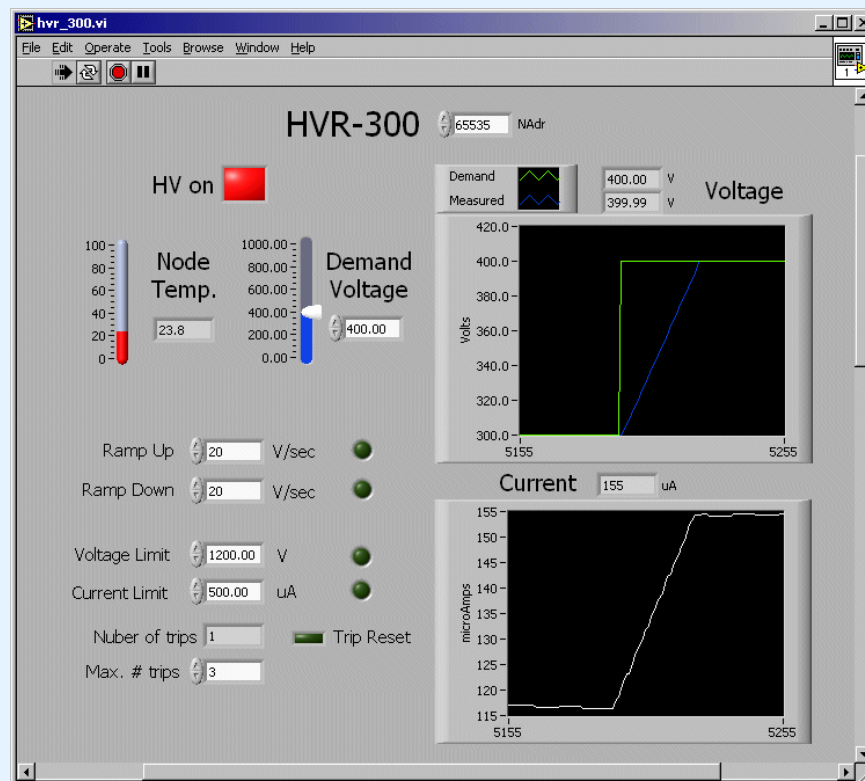 hvr_300.vi
File Edit Operate Tools Browse Window Help
1
HVR-300 65535 NAdr
HV on
Demand 400.00 V
Measured 399.99 V
Voltage
Node Temp.
100
80
60
40
20
0
23.8
1000.00
800.00
600.00
400.00
200.00
0.00
Demand Voltage
400.00
Volts
420.0
400.0
380.0
360.0
340.0
320.0
300.0
5155 5255
Ramp Up 20 V/sec
Ramp Down 20 V/sec
Voltage Limit 1200.00 V
Current Limit 500.00 uA
Nuber of trips 1 Trip Reset
Max. # trips 3
Current 155 uA
microAmps
155
150
145
140
135
130
125
120
115
5155 5255